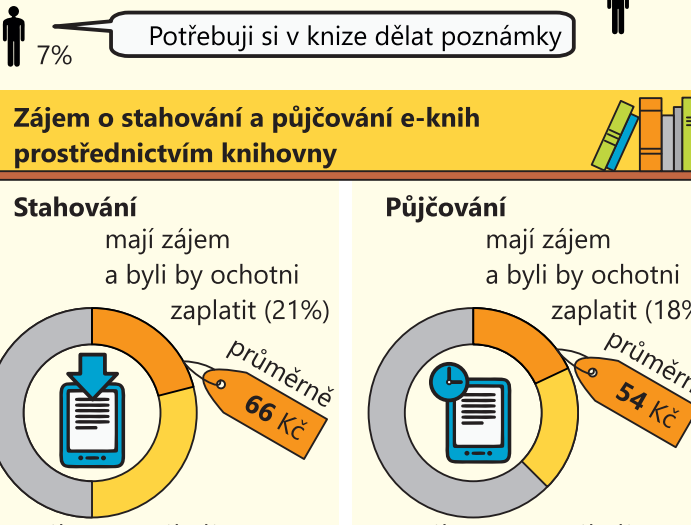 Potřebuji si v knize dělat poznámky
7%
Zájem o stahování a půjčování e-knih
prostřednictvím knihovny
Stahování
mají zájem
a byli by ochotni
zaplatit (21%)
průměrně
66 Kč
Půjčování
mají zájem
a byli by ochotni
zaplatit (18%
průměrn
54 Kč